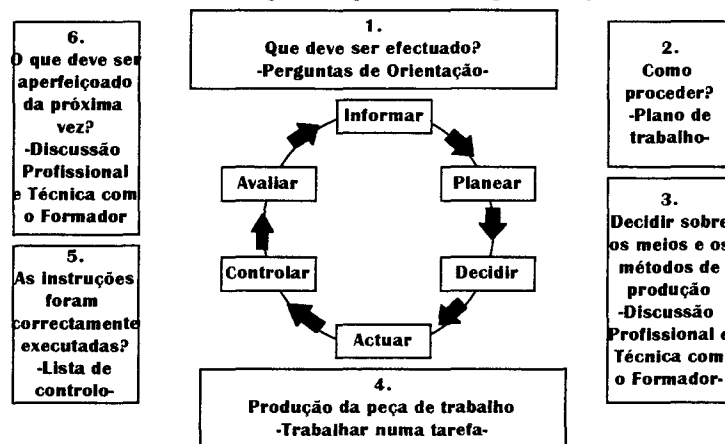 1.
Que deve ser efectuado?
-Perguntas de Orientação-
2.
Como
proceder?
-Plano de
trabalho-
3.
Decidir sobre
os meios e os
métodos de
produção
-Discussão
Profissional e
Técnica com
o Formador-
4.
Produção da peça de trabalho
-Trabalhar numa tarefa-
5.
As instruções
foram
correctamente
executadas?
-Lista de
controlo-
6.
O que deve ser
aperfeiçoado
da próxima
vez?
-Discussão
Profissional
e Técnica com
o Formador
Informar
Planear
Decidir
Actuar
Controlar
Avaliar